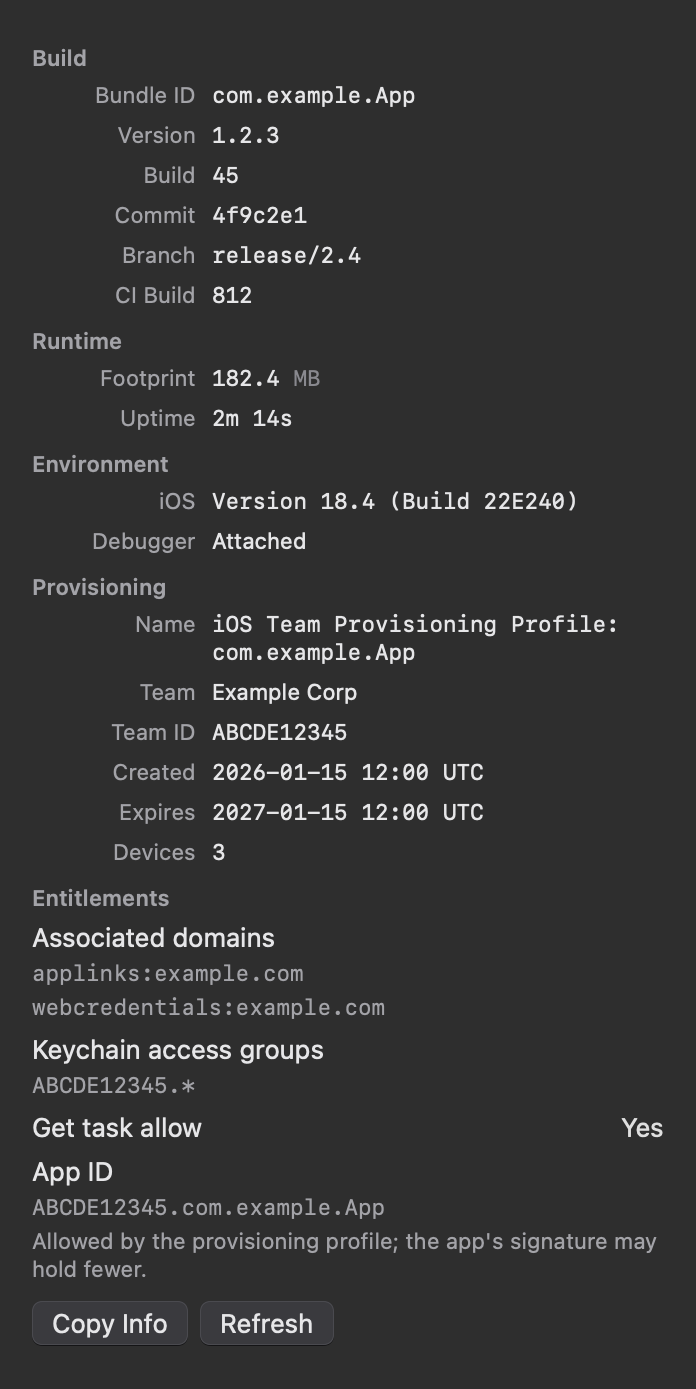 Build
Bundle ID com.example.App
Version 1.2.3
Build 45
Commit 4f9c2e1
Branch release/2.4
CI Build 812
Runtime
Footprint 182.4 MB
Uptime 2m 14s
Environment
iOS Version 18.4 (Build 22E240)
Debugger Attached
Provisioning
Name iOS Team Provisioning Profile:
com.example.App
Team Example Corp
Team ID ABCDE12345
Created 2026-01-15 12:00 UTC
Expires 2027-01-15 12:00 UTC
Devices 3
Entitlements
Associated domains
applinks:example.com
webcredentials:example.com
Keychain access groups
ABCDE12345.*
Get task allow Yes
App ID
ABCDE12345.com.example.App
Allowed by the provisioning profile; the app's signature may
hold fewer.
Copy Info Refresh